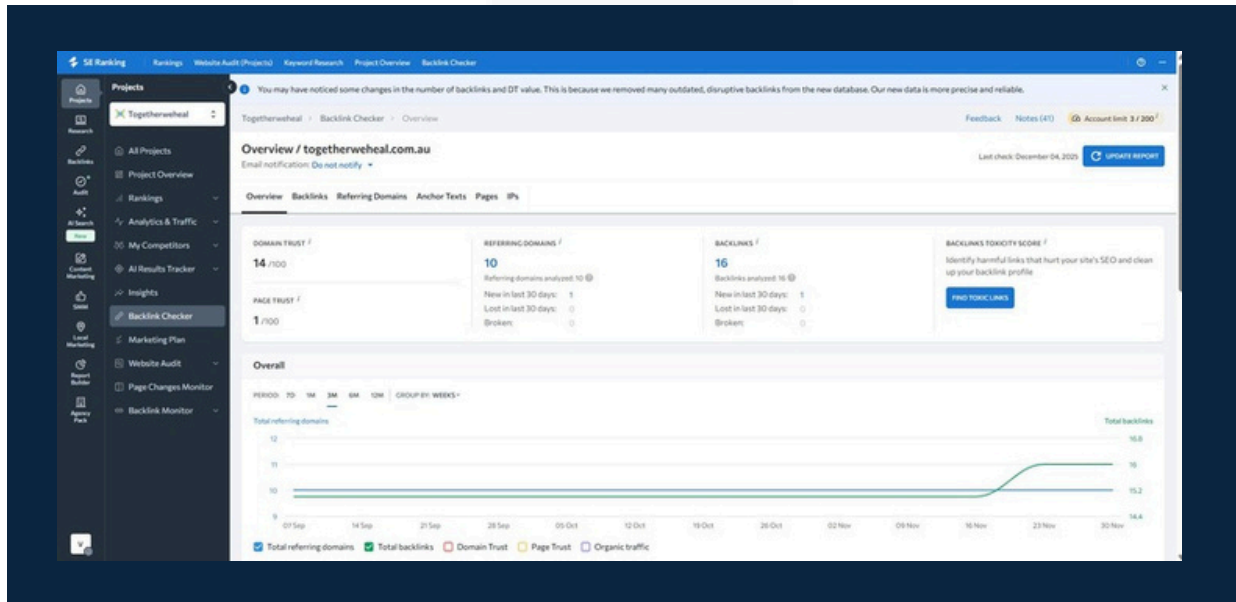 SE Ranking Rankings Website Audit (Projects) Keyword Research Project Overview Backlink Checker
Projects
Research
Backlinks
Audit
AI Search
New
Content Marketing
SMM
Local Marketing
Report Builder
Agency Pack
V
Projects
Togetherweheal
All Projects
Project Overview
Rankings
Analytics & Traffic
My Competitors
AI Results Tracker
Insights
Backlink Checker
Marketing Plan
Website Audit
Page Changes Monitor
Backlink Monitor
You may have noticed some changes in the number of backlinks and DT value. This is because we removed many outdated, disruptive backlinks from the new database. Our new data is more precise and reliable.
Togetherweheal Backlink Checker Overview
Feedback Notes (41) Account limit 3 / 200
Overview / togetherweheal.com.au
Email notification: Do not notify
Last check: December 04, 2025 UPDATE REPORT
Overview Backlinks Referring Domains Anchor Texts Pages IPs
DOMAIN TRUST
14 /100
PAGE TRUST
1 /100
REFERRING DOMAINS
10
Referring domains analyzed: 10
New in last 30 days: 1
Lost in last 30 days: 0
Broken: 0
BACKLINKS
16
Backlinks analyzed: 16
New in last 30 days: 1
Lost in last 30 days: 0
Broken: 0
BACKLINKS TOXICITY SCORE
Identify harmful links that hurt your site's SEO and clean
up your backlink profile
FIND TOXIC LINKS
Overall
PERIOD: 7D 1M 3M 6M 12M GROUP BY: WEEKS
Total referring domains Total backlinks
12 16.8
11 16
10 15.2
9 14.4
07 Sep 14 Sep 21 Sep 28 Sep 05 Oct 12 Oct 19 Oct 26 Oct 02 Nov 09 Nov 16 Nov 23 Nov 30 Nov
Total referring domains Total backlinks Domain Trust Page Trust Organic traffic